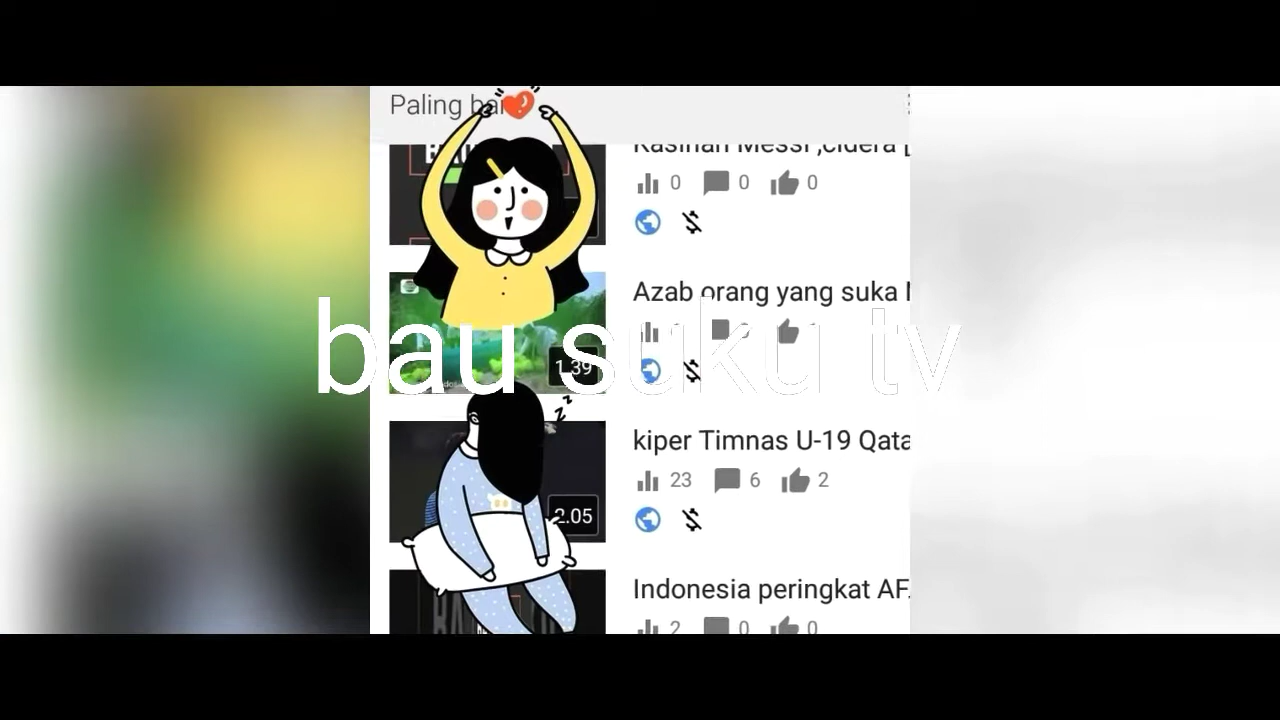 Paling
Kasihan Messi ,cidera
0 0 0
Azab orang yang suka
bau suku tv
1.39
kiper Timnas U-19 Qata
23 6 2
2.05
z z z
Indonesia peringkat AF
2 0 0